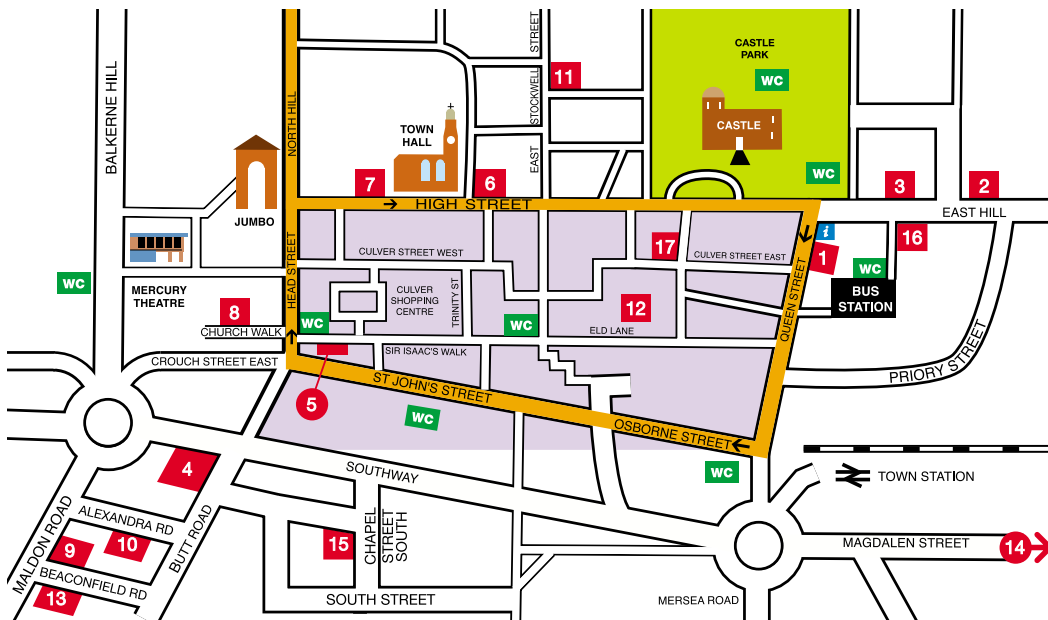 BALKERNE HILL
NORTH HILL
STOCKWELL
STREET
EAST
11
CASTLE
PARK
WC
CASTLE
TOWN
HALL
WC
JUMBO
7
6
3
2
HIGH STREET
EAST HILL
MERCURY
THEATRE
WC
HEAD STREET
CULVER STREET WEST
17
CULVER STREET EAST
i
1
WC
16
BUS
STATION
QUEEN STREET
CULVER
SHOPPING
CENTRE
TRINITY ST
12
8
CHURCH WALK
WC
WC
ELD LANE
CROUCH STREET EAST
SIR ISAAC'S WALK
5
ST JOHN'S STREET
PRIORY STREET
WC
OSBORNE STREET
4
SOUTHWAY
WC
TOWN STATION
MALDON ROAD
ALEXANDRA RD
BUTT ROAD
9
10
BEACONFIELD RD
13
15
CHAPEL
STREET
SOUTH
SOUTH STREET
MAGDALEN STREET
14
MERSEA ROAD